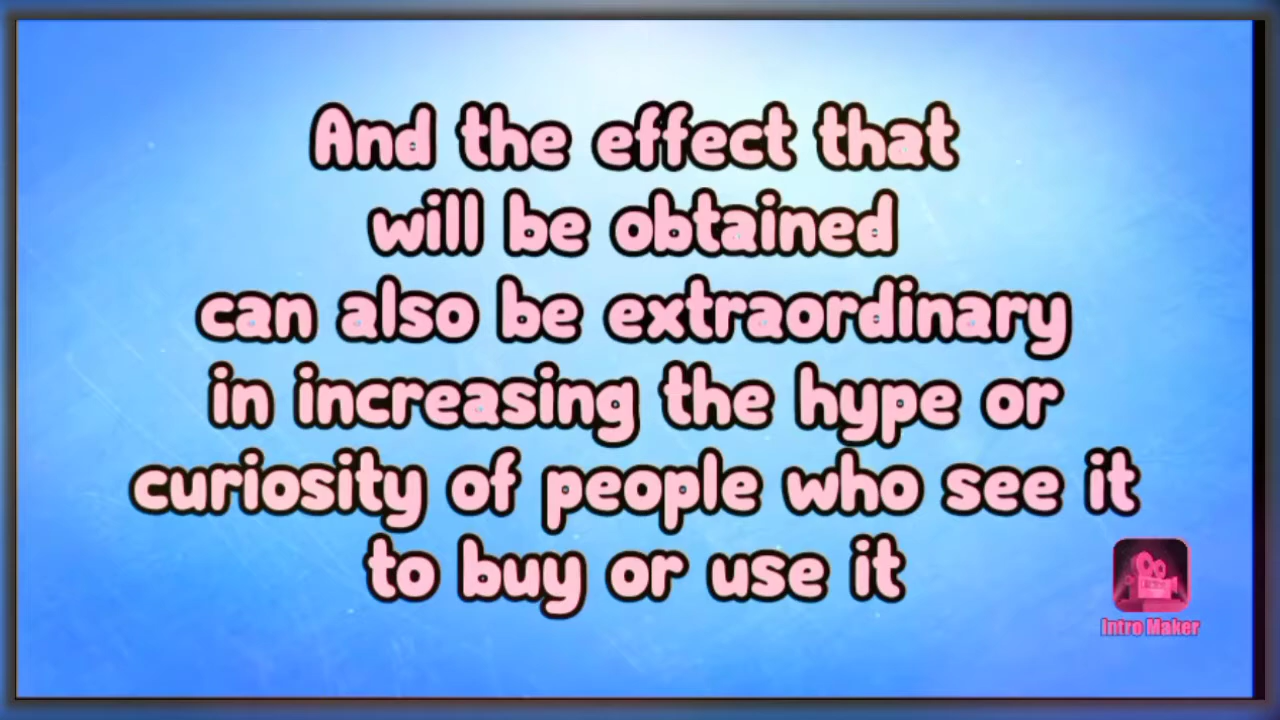 And the effect that
will be obtained
can also be extraordinary
in increasing the hype or
curiosity of people who see it
to buy or use it
Intro Maker